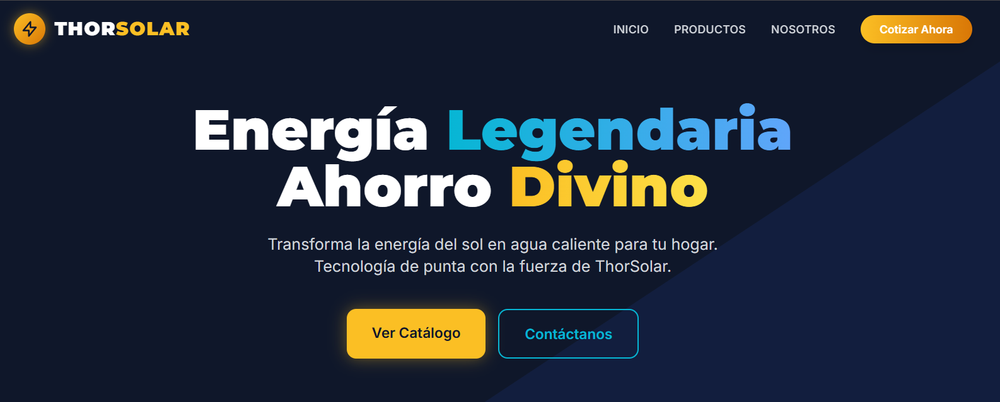 THORSOLAR
INICIO
PRODUCTOS
NOSOTROS
Cotizar Ahora
Energía Legendaria
Ahorro Divino
Transforma la energía del sol en agua caliente para tu hogar.
Tecnología de punta con la fuerza de ThorSolar.
Ver Catálogo
Contáctanos